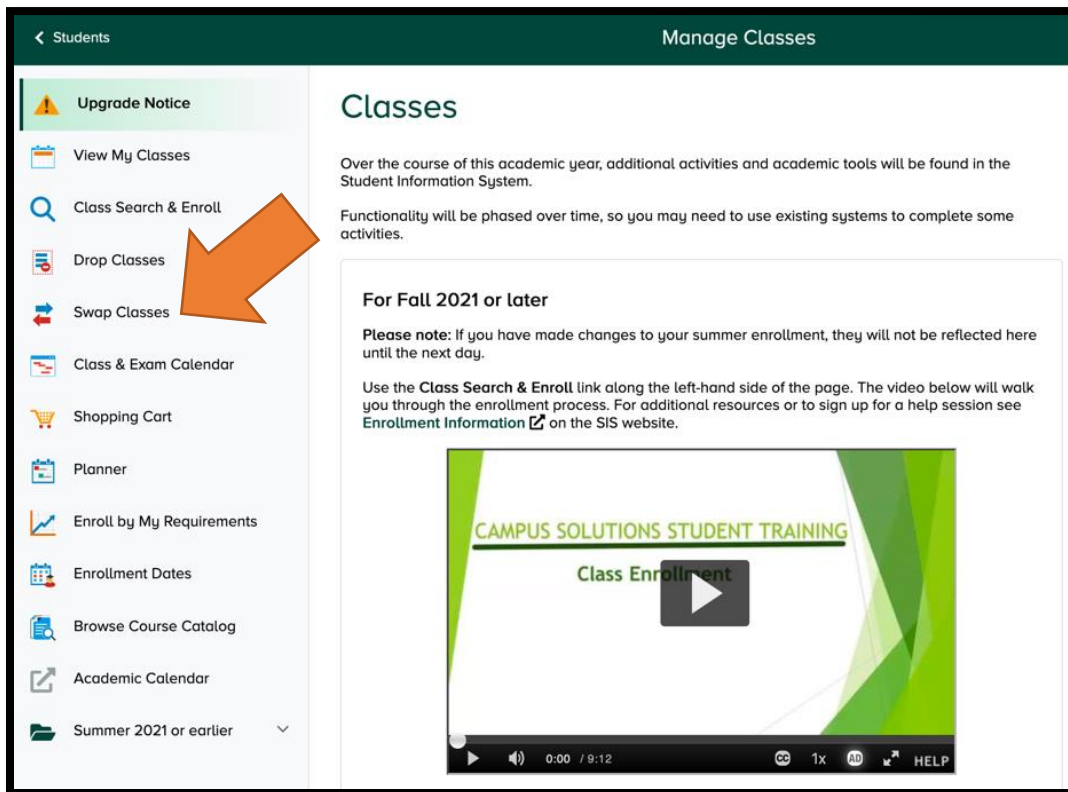 Students
Manage Classes
Upgrade Notice
View My Classes
Class Search & Enroll
Drop Classes
Swap Classes
Class & Exam Calendar
Shopping Cart
Planner
Enroll by My Requirements
Enrollment Dates
Browse Course Catalog
Academic Calendar
Summer 2021 or earlier
Classes
Over the course of this academic year, additional activities and academic tools will be found in the
Student Information System.
Functionality will be phased over time, so you may need to use existing systems to complete some
activities.
For Fall 2021 or later
Please note: If you have made changes to your summer enrollment, they will not be reflected here
until the next day.
Use the Class Search & Enroll link along the left-hand side of the page. The video below will walk
you through the enrollment process. For additional resources or to sign up for a help session see
Enrollment Information on the SIS website.
CAMPUS SOLUTIONS STUDENT TRAINING
Class Enrollment
0:00 / 9:12 CC 1x AD HELP